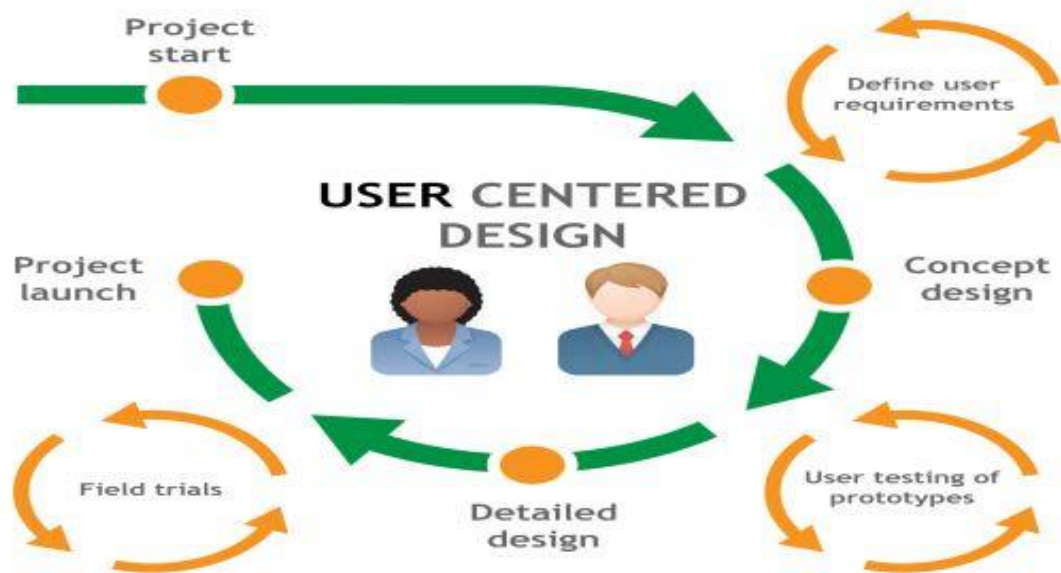 Project
start
Define user
requirements
USER CENTERED
DESIGN
Concept
design
User testing of
prototypes
Detailed
design
Field trials
Project
launch